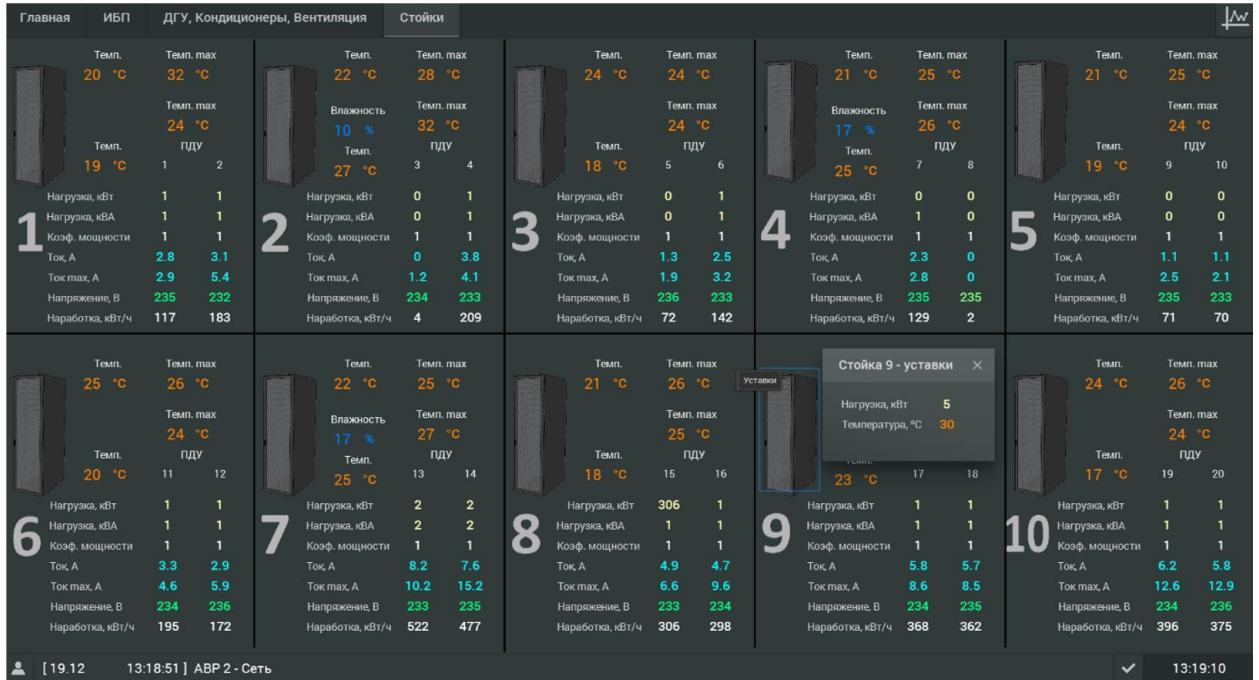 Главная ИБП ДГУ, Кондиционеры, Вентиляция Стойки
Темп. Темп. max
20 °C 32 °C
Темп. max
24 °C
Темп. ПДУ
19 °C 1 2
Нагрузка, кВт 1 1
Нагрузка, кВА 1 1
Коэф. мощности 1 1
Ток, А 2.8 3.1
Ток max, А 2.9 5.4
Напряжение, В 235 232
Наработка, кВт/ч 117 183
1
Темп. Темп. max
22 °C 28 °C
Влажность Темп. max
10 % 32 °C
Темп. ПДУ
27 °C 3 4
Нагрузка, кВт 0 1
Нагрузка, кВА 0 1
Коэф. мощности 1 1
Ток, А 0 3.8
Ток max, А 1.2 4.1
Напряжение, В 234 233
Наработка, кВт/ч 4 209
2
Темп. Темп. max
24 °C 24 °C
Темп. max
24 °C
Темп. ПДУ
18 °C 5 6
Нагрузка, кВт 0 1
Нагрузка, кВА 0 1
Коэф. мощности 1 1
Ток, А 1.3 2.5
Ток max, А 1.9 3.2
Напряжение, В 236 233
Наработка, кВт/ч 72 142
3
Темп. Темп. max
21 °C 25 °C
Влажность Темп. max
17 % 26 °C
Темп. ПДУ
25 °C 7 8
Нагрузка, кВт 0 0
Нагрузка, кВА 1 0
Коэф. мощности 1 1
Ток, А 2.3 0
Ток max, А 2.8 0
Напряжение, В 235 235
Наработка, кВт/ч 129 2
4
Темп. Темп. max
21 °C 25 °C
Темп. max
24 °C
Темп. ПДУ
19 °C 9 10
Нагрузка, кВт 0 0
Нагрузка, кВА 0 0
Коэф. мощности 1 1
Ток, А 1.1 1.1
Ток max, А 2.5 2.1
Напряжение, В 235 233
Наработка, кВт/ч 71 70
5
Темп. Темп. max
25 °C 26 °C
Темп. max
24 °C
Темп. ПДУ
20 °C 11 12
Нагрузка, кВт 1 1
Нагрузка, кВА 1 1
Коэф. мощности 1 1
Ток, А 3.3 2.9
Ток max, А 4.6 5.9
Напряжение, В 234 236
Наработка, кВт/ч 195 172
6
Темп. Темп. max
22 °C 25 °C
Влажность Темп. max
17 % 27 °C
Темп. ПДУ
25 °C 13 14
Нагрузка, кВт 2 2
Нагрузка, кВА 2 2
Коэф. мощности 1 1
Ток, А 8.2 7.6
Ток max, А 10.2 15.2
Напряжение, В 233 235
Наработка, кВт/ч 522 477
7
Темп. Темп. max
21 °C 26 °C
Темп. max
25 °C
Темп. ПДУ
18 °C 15 16
Нагрузка, кВт 306 1
Нагрузка, кВА 1 1
Коэф. мощности 1 1
Ток, А 4.9 4.7
Ток max, А 6.6 9.6
Напряжение, В 233 234
Наработка, кВт/ч 306 298
8
Уставки
Стойка 9 - уставки ×
Нагрузка, кВт 5
Температура, °C 30
23 °C 17 18
Нагрузка, кВт 1 1
Нагрузка, кВА 1 1
Коэф. мощности 1 1
Ток, А 5.8 5.7
Ток max, А 8.6 8.5
Напряжение, В 234 235
Наработка, кВт/ч 368 362
9
Темп. Темп. max
24 °C 26 °C
Темп. max
24 °C
Темп. ПДУ
17 °C 19 20
Нагрузка, кВт 1 1
Нагрузка, кВА 1 1
Коэф. мощности 1 1
Ток, А 6.2 5.8
Ток max, А 12.6 12.9
Напряжение, В 234 236
Наработка, кВт/ч 396 375
10
[ 19.12 13:18:51 ] АВР 2 - Сеть 13:19:10